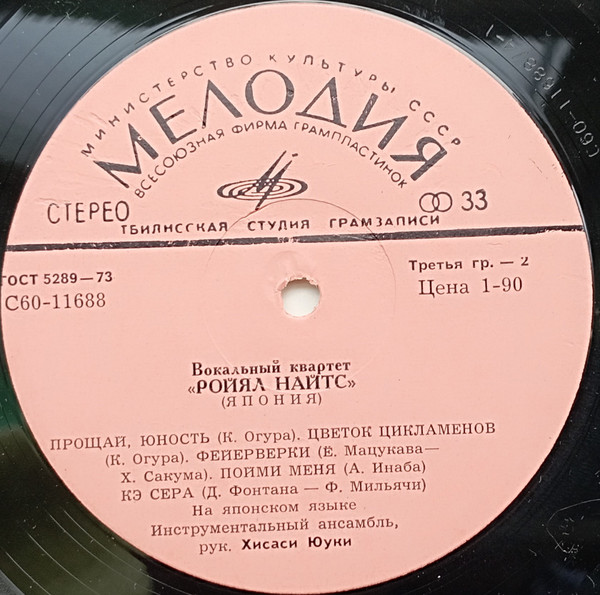 МИНИСТЕРСТВО КУЛЬТУРЫ СССР
МЕЛОДИЯ
ВСЕСОЮЗНАЯ ФИРМА ГРАМПЛАСТИНОК
СТЕРЕО
33
ТБИЛИССКАЯ СТУДИЯ ГРАМЗАПИСИ
ГОСТ 5289—73
С60-11688
Третья гр. — 2
Цена 1-90
Вокальный квартет
«РОЙЯЛ НАЙТС»
(ЯПОНИЯ)
ПРОЩАЙ, ЮНОСТЬ (К. Огура). ЦВЕТОК ЦИКЛАМЕНОВ
(К. Огура). ФЕЙЕРВЕРКИ (Ё. Мацукава—
Х. Сакума). ПОЙМИ МЕНЯ (А. Инаба)
КЭ СЕРА (Д. Фонтана — Ф. Мильячи)
На японском языке
Инструментальный ансамбль,
рук. Хисаси Юуки